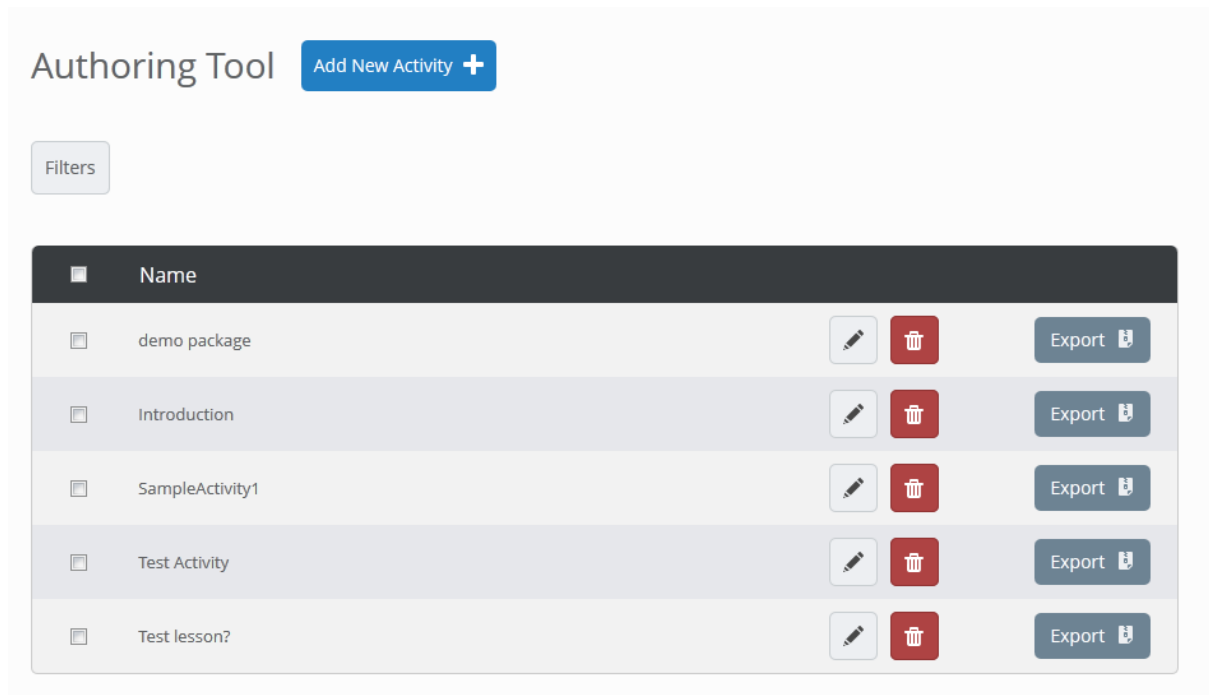 Authoring Tool Add New Activity
Filters
Name
demo package Export
Introduction Export
SampleActivity1 Export
Test Activity Export
Test lesson? Export